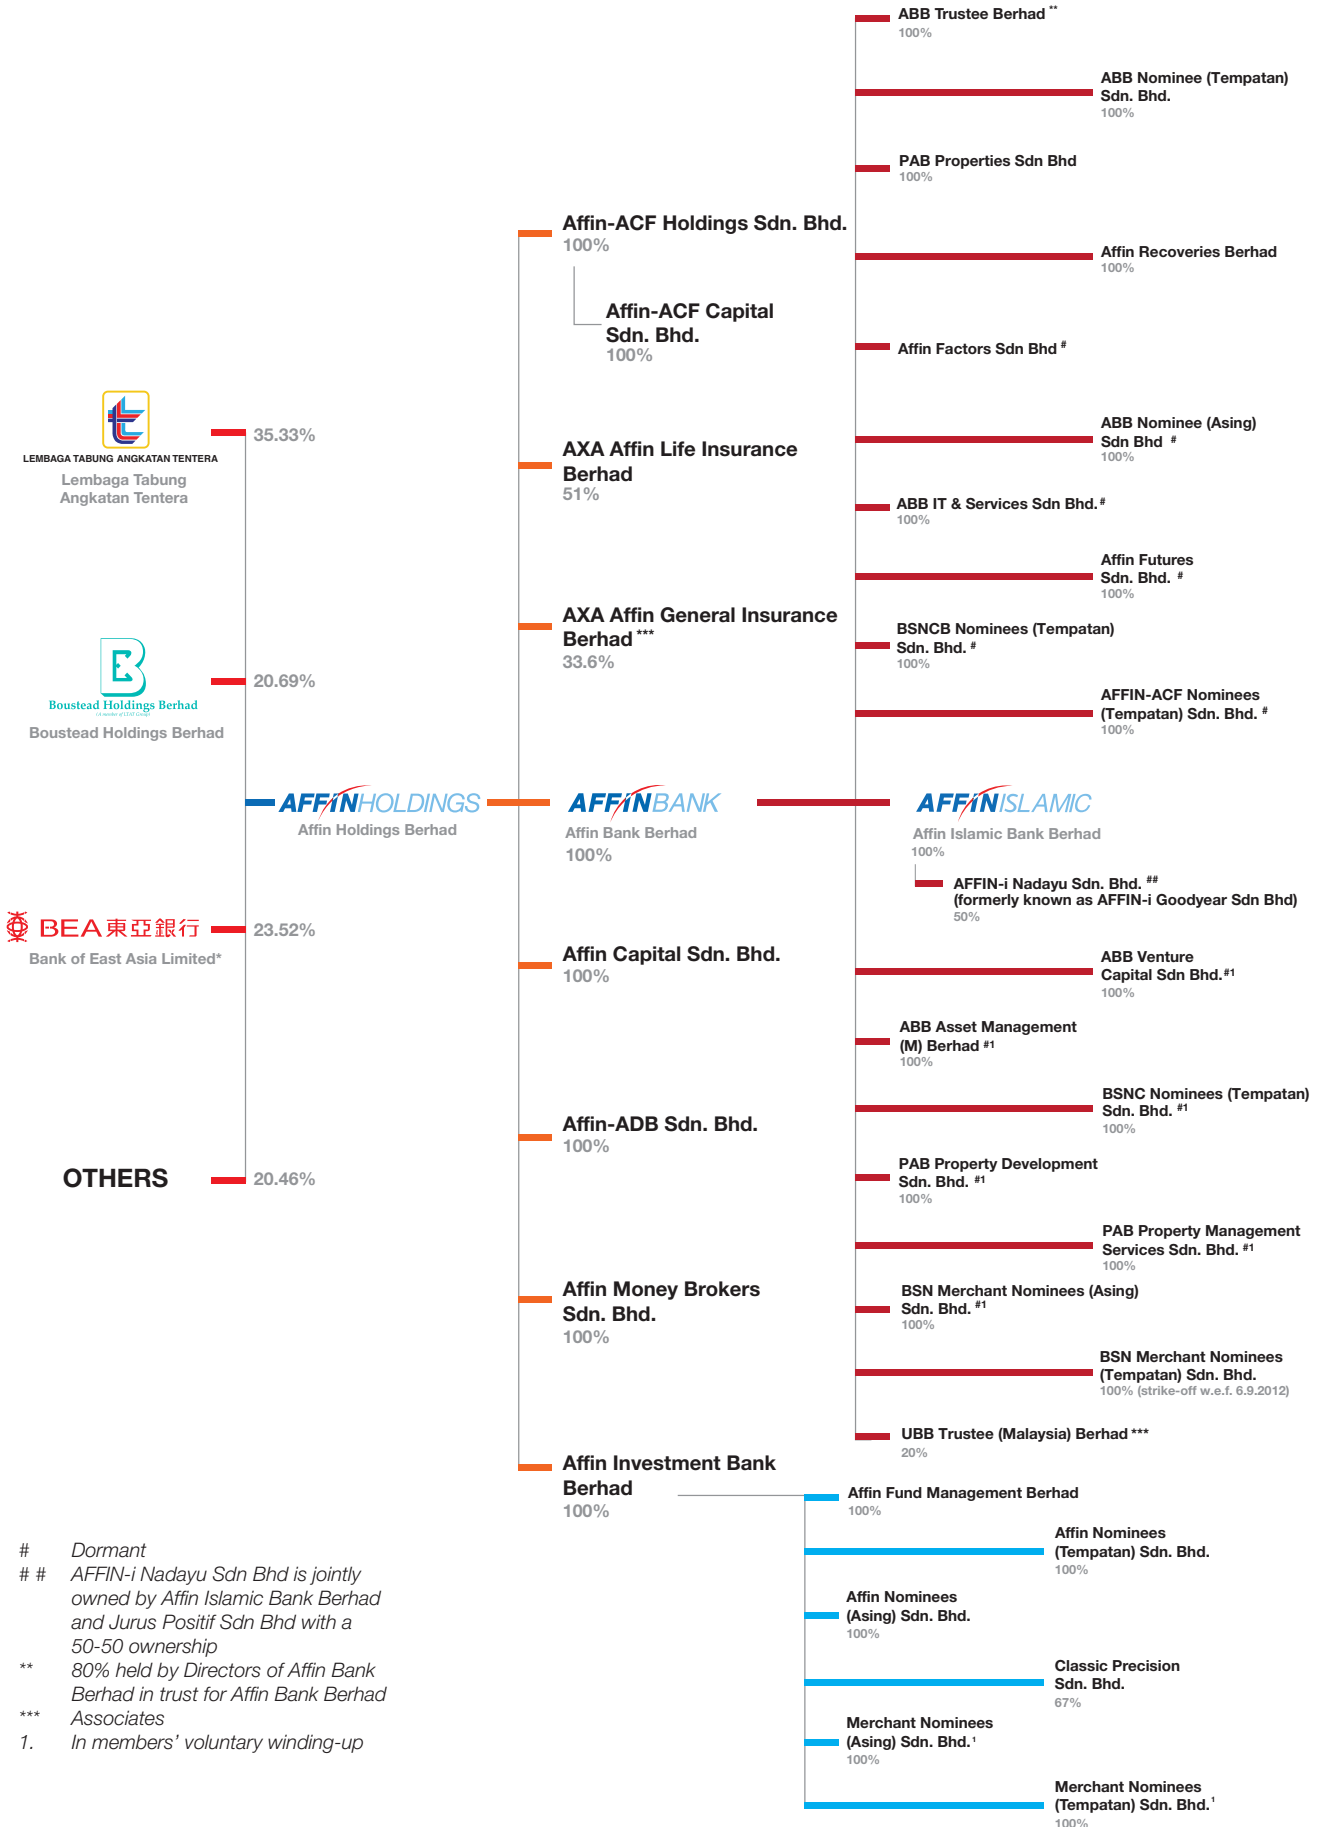 LEMBAGA TABUNG ANGKATAN TENTERA
Lembaga Tabung
Angkatan Tentera
35.33%
Boustead Holdings Berhad
Boustead Holdings Berhad
20.69%
AFFINHOLDINGS
Affin Holdings Berhad
BEA東亞銀行
Bank of East Asia Limited*
23.52%
OTHERS
20.46%
Affin-ACF Holdings Sdn. Bhd.
100%
Affin-ACF Capital
Sdn. Bhd.
100%
AXA Affin Life Insurance
Berhad
51%
AXA Affin General Insurance
Berhad ***
33.6%
AFFINBANK
Affin Bank Berhad
100%
Affin Capital Sdn. Bhd.
100%
Affin-ADB Sdn. Bhd.
100%
Affin Money Brokers
Sdn. Bhd.
100%
Affin Investment Bank
Berhad
100%
ABB Trustee Berhad **
100%
ABB Nominee (Tempatan)
Sdn. Bhd.
100%
PAB Properties Sdn Bhd
100%
Affin Recoveries Berhad
100%
Affin Factors Sdn Bhd #
ABB Nominee (Asing)
Sdn Bhd #
100%
ABB IT & Services Sdn Bhd. #
100%
Affin Futures
Sdn. Bhd. #
100%
BSNCB Nominees (Tempatan)
Sdn. Bhd. #
100%
AFFIN-ACF Nominees
(Tempatan) Sdn. Bhd. #
100%
AFFINISLAMIC
Affin Islamic Bank Berhad
100%
AFFIN-i Nadayu Sdn. Bhd. ##
(formerly known as AFFIN-i Goodyear Sdn Bhd)
50%
ABB Venture
Capital Sdn Bhd. #1
100%
ABB Asset Management
(M) Berhad #1
100%
BSNC Nominees (Tempatan)
Sdn. Bhd. #1
100%
PAB Property Development
Sdn. Bhd. #1
100%
PAB Property Management
Services Sdn. Bhd. #1
100%
BSN Merchant Nominees (Asing)
Sdn. Bhd. #1
100%
BSN Merchant Nominees
(Tempatan) Sdn. Bhd.
100% (strike-off w.e.f. 6.9.2012)
UBB Trustee (Malaysia) Berhad ***
20%
Affin Fund Management Berhad
100%
Affin Nominees
(Tempatan) Sdn. Bhd.
100%
Affin Nominees
(Asing) Sdn. Bhd.
100%
Classic Precision
Sdn. Bhd.
67%
Merchant Nominees
(Asing) Sdn. Bhd. 1
100%
Merchant Nominees
(Tempatan) Sdn. Bhd. 1
100%
# Dormant
# # AFFIN-i Nadayu Sdn Bhd is jointly
owned by Affin Islamic Bank Berhad
and Jurus Positif Sdn Bhd with a
50-50 ownership
** 80% held by Directors of Affin Bank
Berhad in trust for Affin Bank Berhad
*** Associates
1. In members' voluntary winding-up